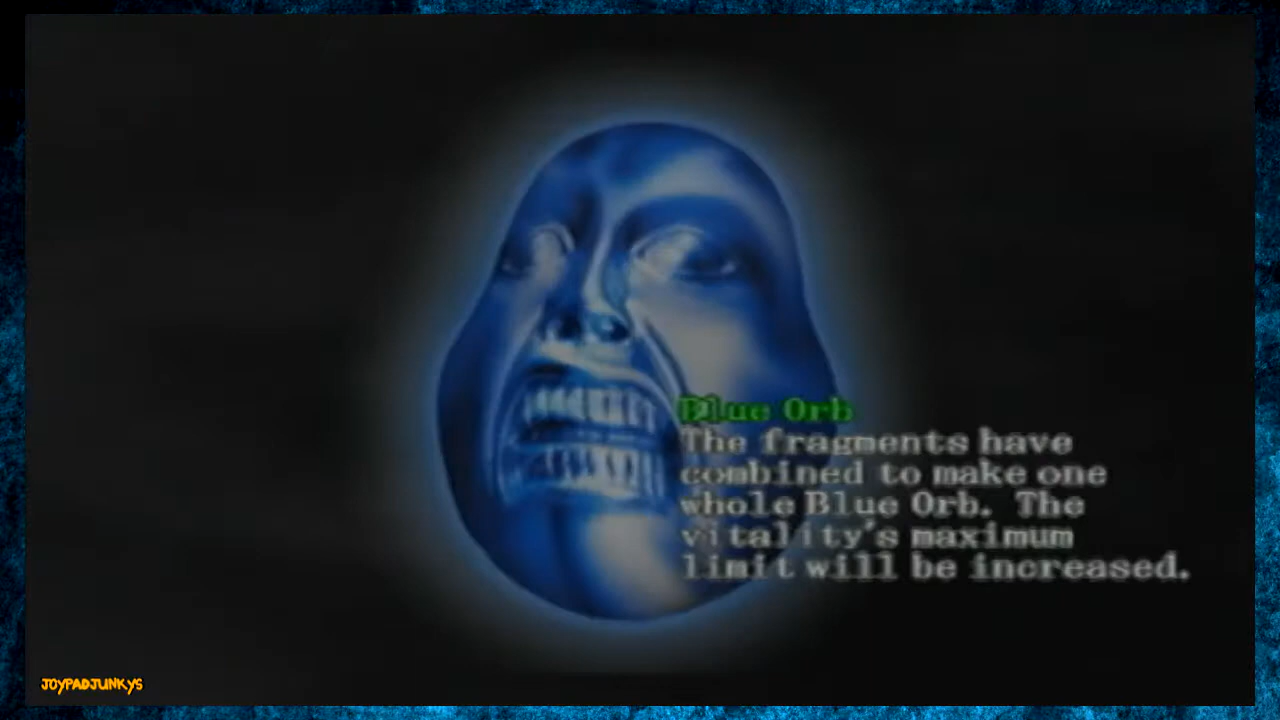 Blue Orb
The fragments have
combined to make one
whole Blue Orb. The
vitality's maximum
limit will be increased.
JOYPADJUNKYS